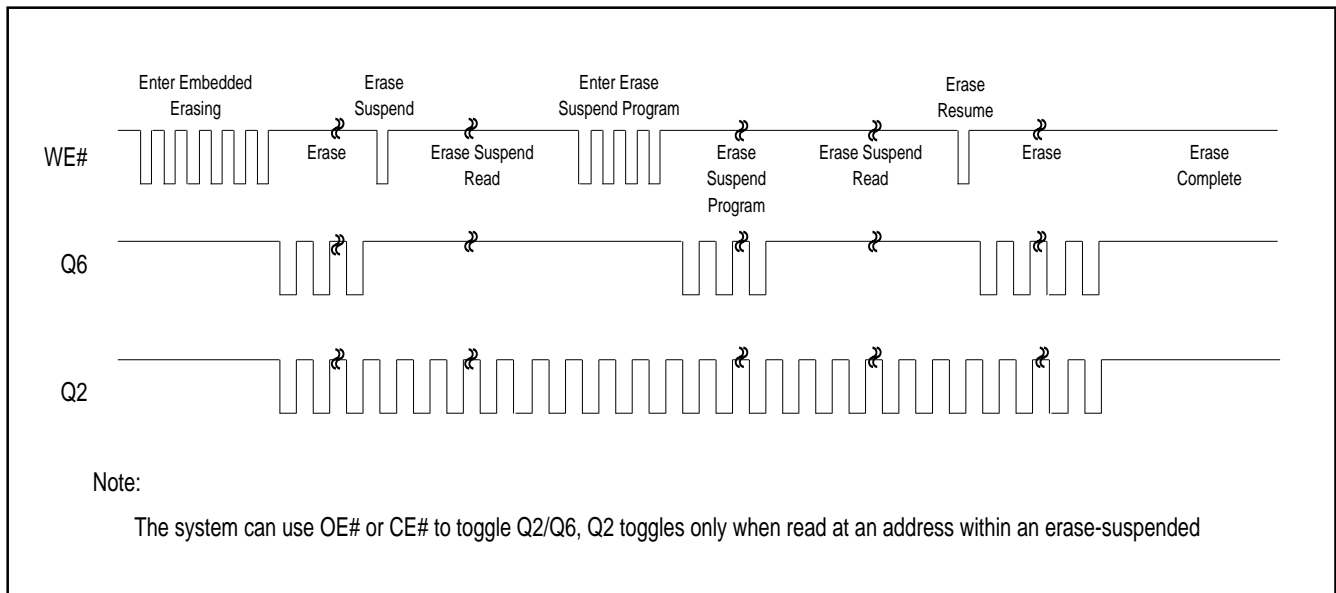 Enter Embedded
Erasing
Erase
Suspend
Enter Erase
Suspend Program
Erase
Resume
WE#
Erase
Erase Suspend
Read
Erase
Suspend
Program
Erase Suspend
Read
Erase
Erase
Complete
Q6
Q2
Note:
The system can use OE# or CE# to toggle Q2/Q6, Q2 toggles only when read at an address within an erase-suspended